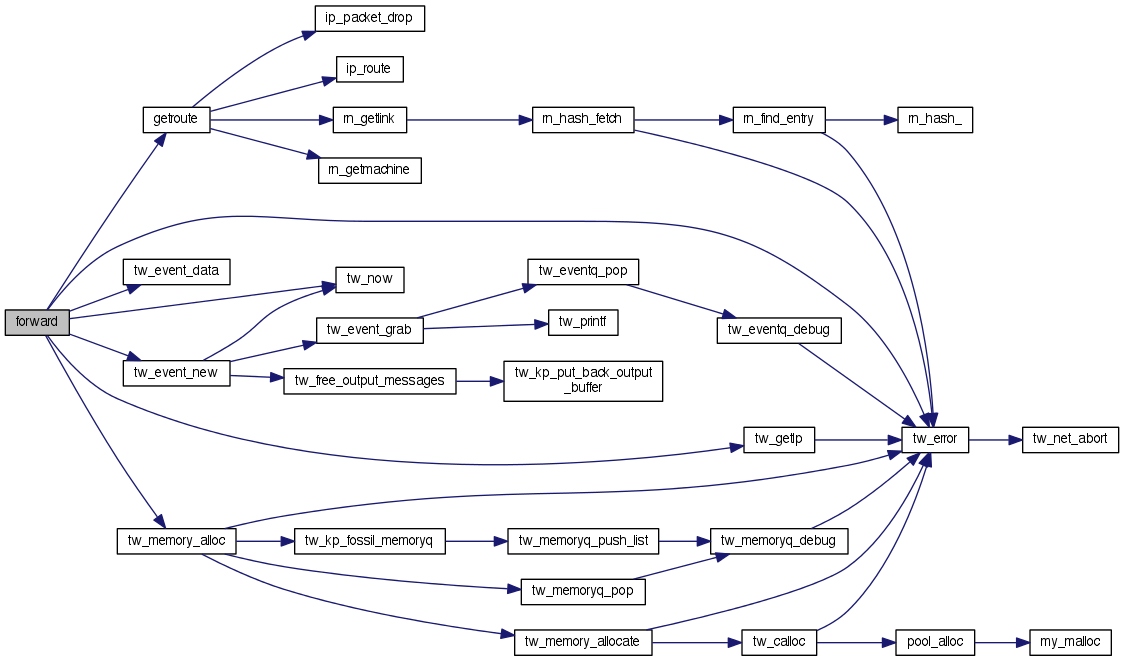 ip_packet_drop
ip_route
getroute
rn_getlink
rn_hash_fetch
rn_find_entry
rn_hash_
rn_getmachine
tw_event_data
tw_now
tw_eventq_pop
forward
tw_event_grab
tw_printf
tw_eventq_debug
tw_event_new
tw_free_output_messages
tw_kp_put_back_output
_buffer
tw_getlp
tw_error
tw_net_abort
tw_memory_alloc
tw_kp_fossil_memoryq
tw_memoryq_push_list
tw_memoryq_debug
tw_memoryq_pop
tw_memory_allocate
tw_calloc
pool_alloc
my_malloc